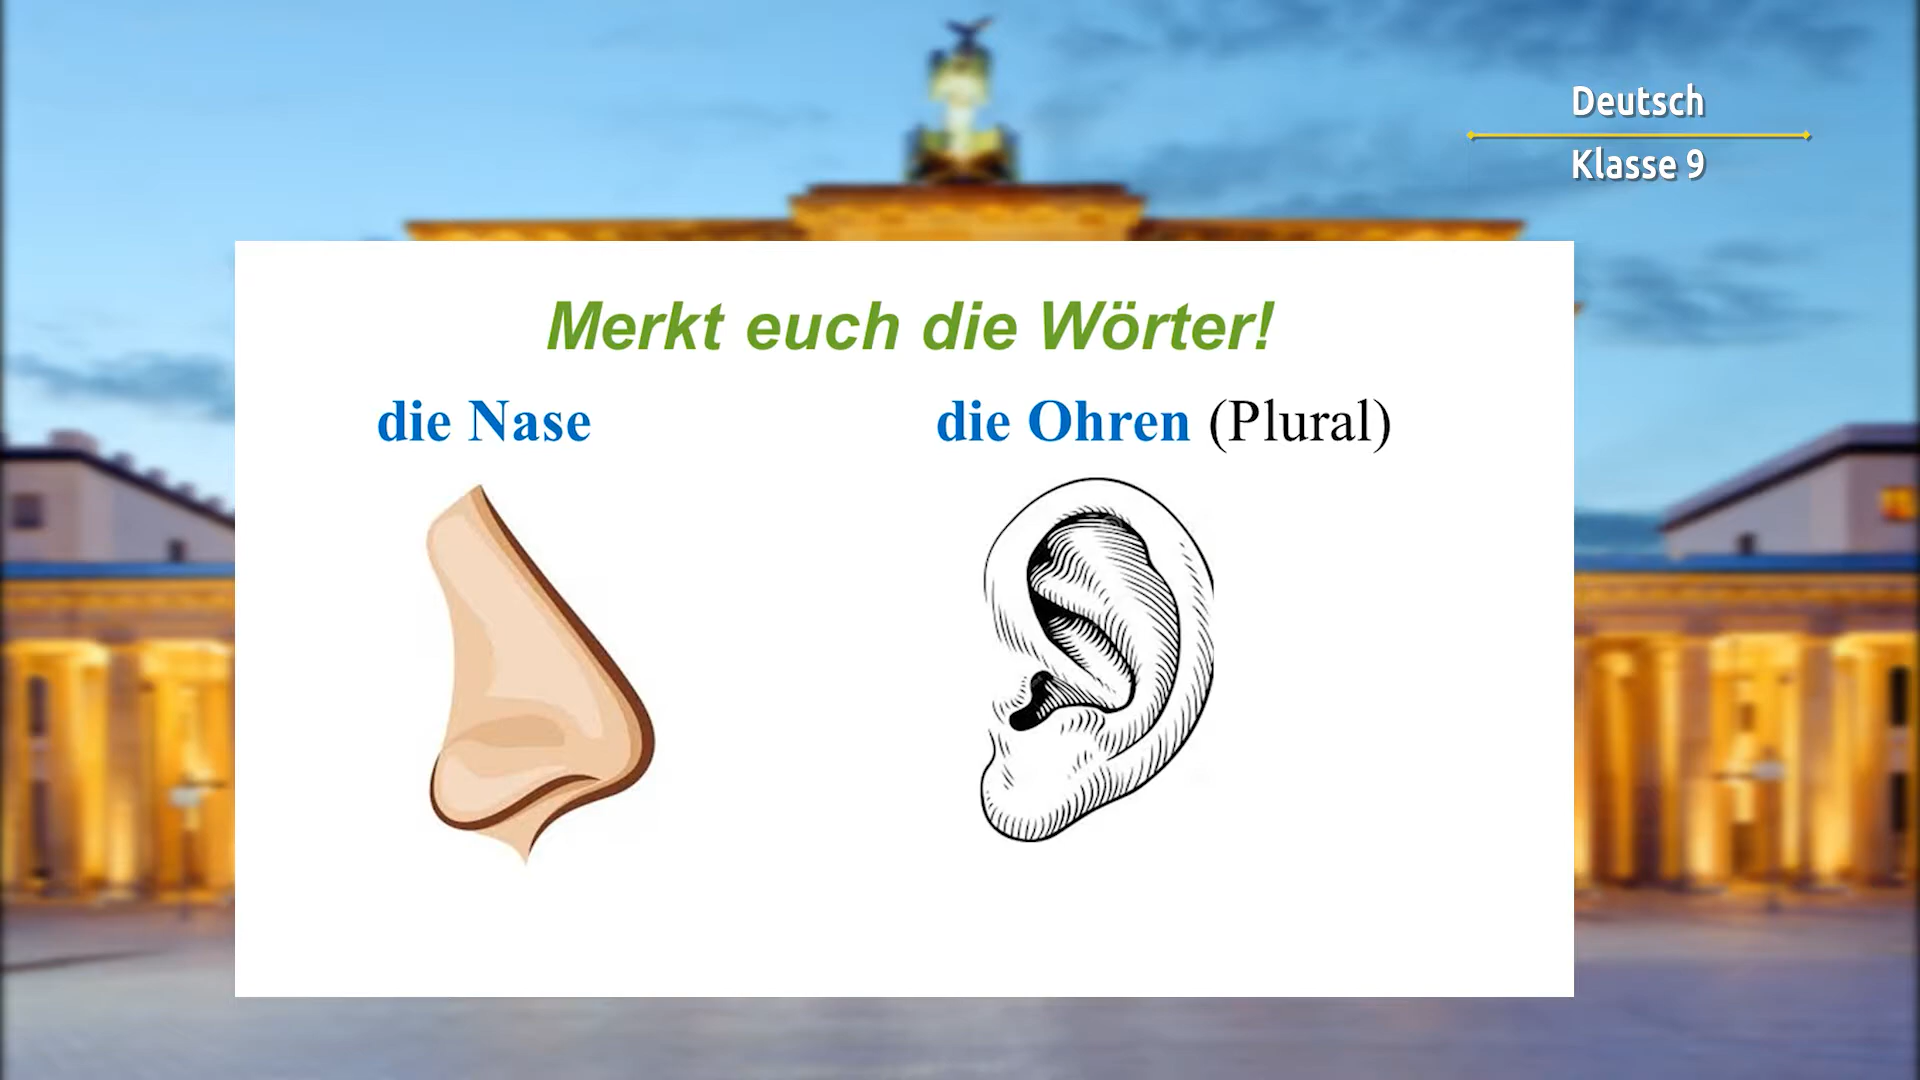 Deutsch
Klasse 9
Merkt euch die Wörter!
die Nase
die Ohren (Plural)